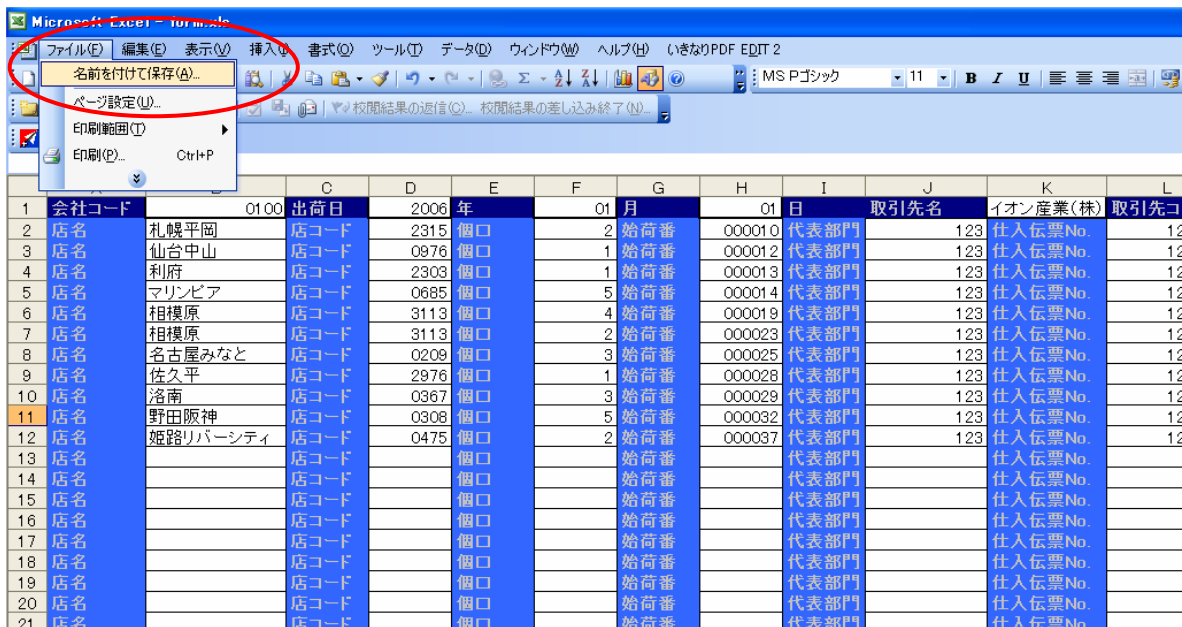 Microsoft Excel - form.xls
ファイル(F) 編集(E) 表示(V) 挿入(I) 書式(O) ツール(T) データ(D) ウィンドウ(W) ヘルプ(H) いきなりPDF EDIT 2
名前を付けて保存(A)...
MS Pゴシック 11 B I U
ページ設定(U)...
校閲結果の返信(C)... 校閲結果の差し込み終了(N)...
印刷範囲(T)
印刷(P)... Ctrl+P
C D E F G H I J K L
1 会社コード 0100 出荷日 2006 年 01 月 01 日 取引先名 イオン産業(株) 取引先コ
2 店名 札幌平岡 店コード 2315 個口 2 始荷番 000010 代表部門 123 仕入伝票No. 12
3 店名 仙台中山 店コード 0976 個口 1 始荷番 000012 代表部門 123 仕入伝票No. 12
4 店名 利府 店コード 2303 個口 1 始荷番 000013 代表部門 123 仕入伝票No. 12
5 店名 マリンピア 店コード 0685 個口 5 始荷番 000014 代表部門 123 仕入伝票No. 12
6 店名 相模原 店コード 3113 個口 4 始荷番 000019 代表部門 123 仕入伝票No. 12
7 店名 相模原 店コード 3113 個口 2 始荷番 000023 代表部門 123 仕入伝票No. 12
8 店名 名古屋みなと 店コード 0209 個口 3 始荷番 000025 代表部門 123 仕入伝票No. 12
9 店名 佐久平 店コード 2976 個口 1 始荷番 000028 代表部門 123 仕入伝票No. 12
10 店名 洛南 店コード 0367 個口 3 始荷番 000029 代表部門 123 仕入伝票No. 12
11 店名 野田阪神 店コード 0308 個口 5 始荷番 000032 代表部門 123 仕入伝票No. 12
12 店名 姫路リバーシティ 店コード 0475 個口 2 始荷番 000037 代表部門 123 仕入伝票No. 12
13 店名 店コード 個口 始荷番 代表部門 仕入伝票No.
14 店名 店コード 個口 始荷番 代表部門 仕入伝票No.
15 店名 店コード 個口 始荷番 代表部門 仕入伝票No.
16 店名 店コード 個口 始荷番 代表部門 仕入伝票No.
17 店名 店コード 個口 始荷番 代表部門 仕入伝票No.
18 店名 店コード 個口 始荷番 代表部門 仕入伝票No.
19 店名 店コード 個口 始荷番 代表部門 仕入伝票No.
20 店名 店コード 個口 始荷番 代表部門 仕入伝票No.
21 店名 店コード 個口 始荷番 代表部門 仕入伝票No.